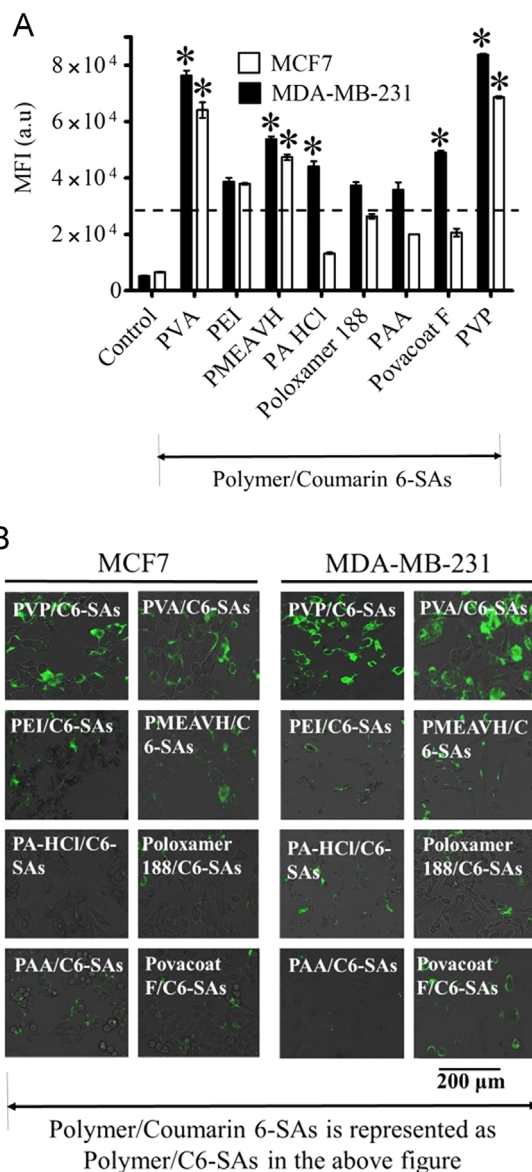 A
MFI (a.u)
8×10⁴
6×10⁴
4×10⁴
2×10⁴
0
MCF7
MDA-MB-231
* * * * * * * *
Control
PVA
PEI
PMEAVH
PA HCl
Poloxamer 188
PAA
Povacoat F
PVP
Polymer/Coumarin 6-SAs
B
MCF7
MDA-MB-231
PVP/C6-SAs
PVA/C6-SAs
PVP/C6-SAs
PVA/C6-SAs
PEI/C6-SAs
PMEAVH/C
6-SAs
PEI/C6-SAs
PMEAVH/C
6-SAs
PA-HCl/C6-
SAs
Poloxamer
188/C6-SAs
PA-HCl/C6-
SAs
Poloxamer
188/C6-SAs
PAA/C6-SAs
Povacoat
F/C6-SAs
PAA/C6-SAs
Povacoat
F/C6-SAs
200 µm
Polymer/Coumarin 6-SAs is represented as
Polymer/C6-SAs in the above figure